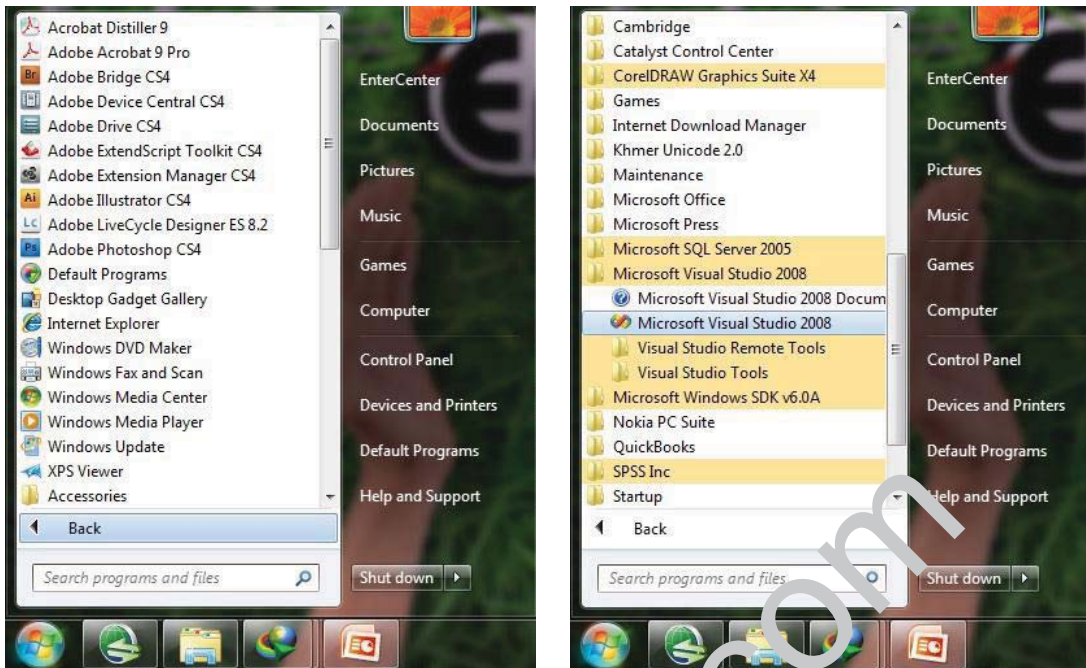 Acrobat Distiller 9
Adobe Acrobat 9 Pro
Br Adobe Bridge CS4
Adobe Device Central CS4
Adobe Drive CS4
Adobe ExtendScript Toolkit CS4
Adobe Extension Manager CS4
Ai Adobe Illustrator CS4
LC Adobe LiveCycle Designer ES 8.2
Ps Adobe Photoshop CS4
Default Programs
Desktop Gadget Gallery
Internet Explorer
Windows DVD Maker
Windows Fax and Scan
Windows Media Center
Windows Media Player
Windows Update
XPS Viewer
Accessories
Back
Search programs and files
EnterCenter
Documents
Pictures
Music
Games
Computer
Control Panel
Devices and Printers
Default Programs
Help and Support
Shut down
Cambridge
Catalyst Control Center
CorelDRAW Graphics Suite X4
Games
Internet Download Manager
Khmer Unicode 2.0
Maintenance
Microsoft Office
Microsoft Press
Microsoft SQL Server 2005
Microsoft Visual Studio 2008
Microsoft Visual Studio 2008 Docum
Microsoft Visual Studio 2008
Visual Studio Remote Tools
Visual Studio Tools
Microsoft Windows SDK v6.0A
Nokia PC Suite
QuickBooks
SPSS Inc
Startup
Back
Search programs and files
EnterCenter
Documents
Pictures
Music
Games
Computer
Control Panel
Devices and Printers
Default Programs
Help and Support
Shut down
com